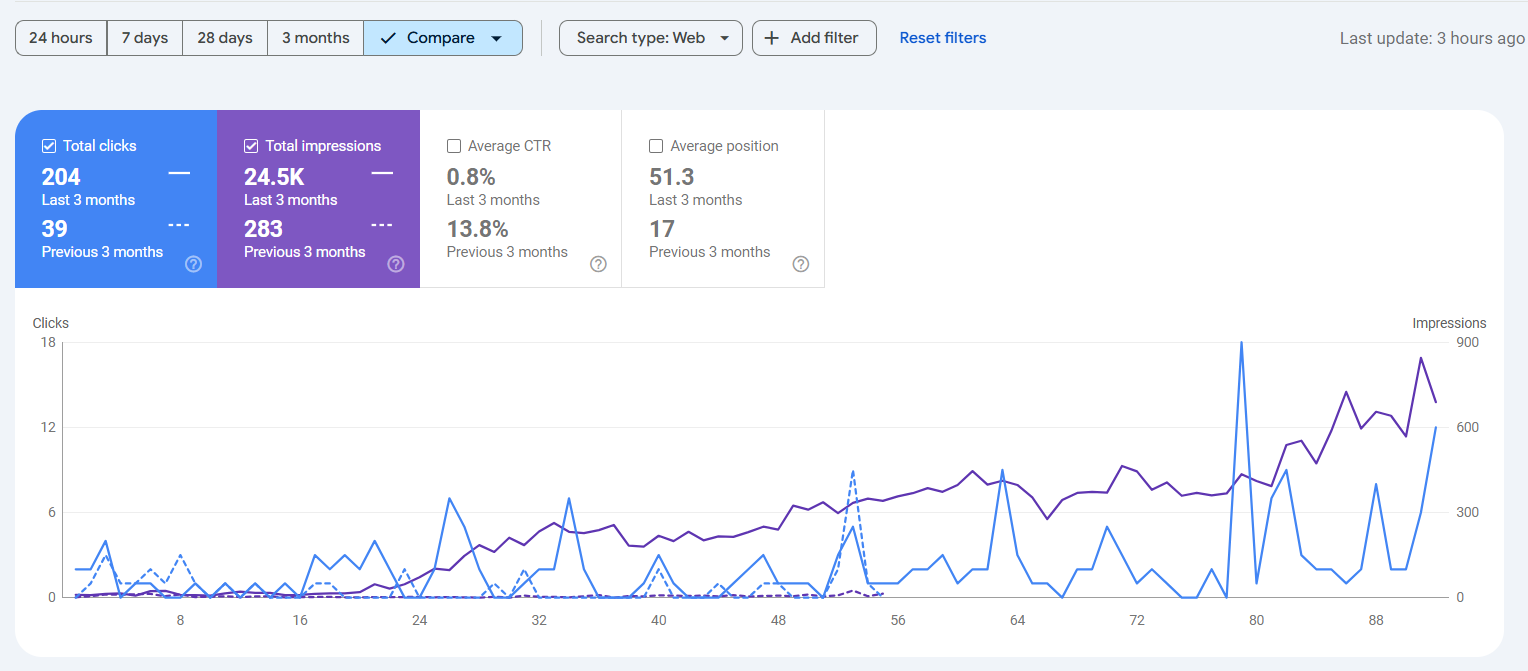 24 hours 7 days 28 days 3 months Compare Search type: Web Add filter Reset filters Last update: 3 hours ago
Total clicks
204
Last 3 months
39
Previous 3 months
Total impressions
24.5K
Last 3 months
283
Previous 3 months
Average CTR
0.8%
Last 3 months
13.8%
Previous 3 months
Average position
51.3
Last 3 months
17
Previous 3 months
Clicks Impressions
18 900
12 600
6 300
0 0
8 16 24 32 40 48 56 64 72 80 88